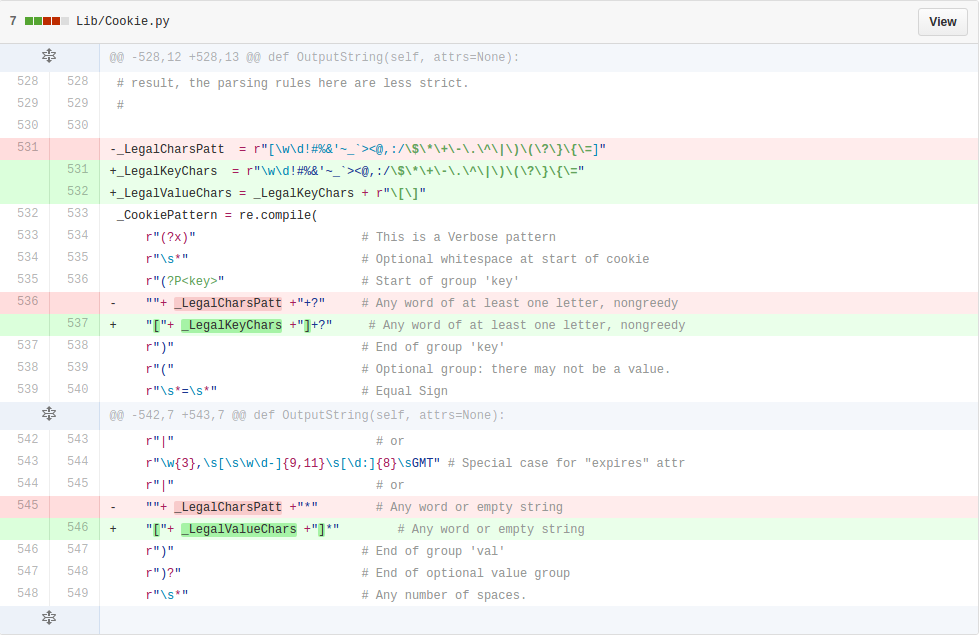 7 Lib/Cookie.py View
@@ -528,12 +528,13 @@ def OutputString(self, attrs=None):
528 528 # result, the parsing rules here are less strict.
529 529 #
530 530
531 -_LegalCharsPatt  = r"[\w\d!#%&'~_`><@,:/\$\*\+\-\.\^\|\)\(\?\}\{\=]"
531 +_LegalKeyChars  = r"\w\d!#%&'~_`><@,:/\$\*\+\-\.\^\|\)\(\?\}\{\="
532 +_LegalValueChars = _LegalKeyChars + r"\[\]"
532 533 _CookiePattern = re.compile(
533 534 r"(?x)" # This is a Verbose pattern
534 535 r"\s*" # Optional whitespace at start of cookie
535 536 r"(?P<key>" # Start of group 'key'
536 - ""+ _LegalCharsPatt +"+?" # Any word of at least one letter, nongreedy
537 + "["+ _LegalKeyChars +"]+?" # Any word of at least one letter, nongreedy
537 538 r")" # End of group 'key'
538 539 r"(" # Optional group: there may not be a value.
539 540 r"\s*=\s*" # Equal Sign
@@ -542,7 +543,7 @@ def OutputString(self, attrs=None):
542 543 r"|" # or
543 544 r"\w{3},\s[\s\w\d-]{9,11}\s[\d:]{8}\sGMT" # Special case for "expires" attr
544 545 r"|" # or
545 - ""+ _LegalCharsPatt +"*" # Any word or empty string
546 + "["+ _LegalValueChars +"]*" # Any word or empty string
546 547 r")" # End of group 'val'
547 548 r")?" # End of optional value group
548 549 r"\s*" # Any number of spaces.